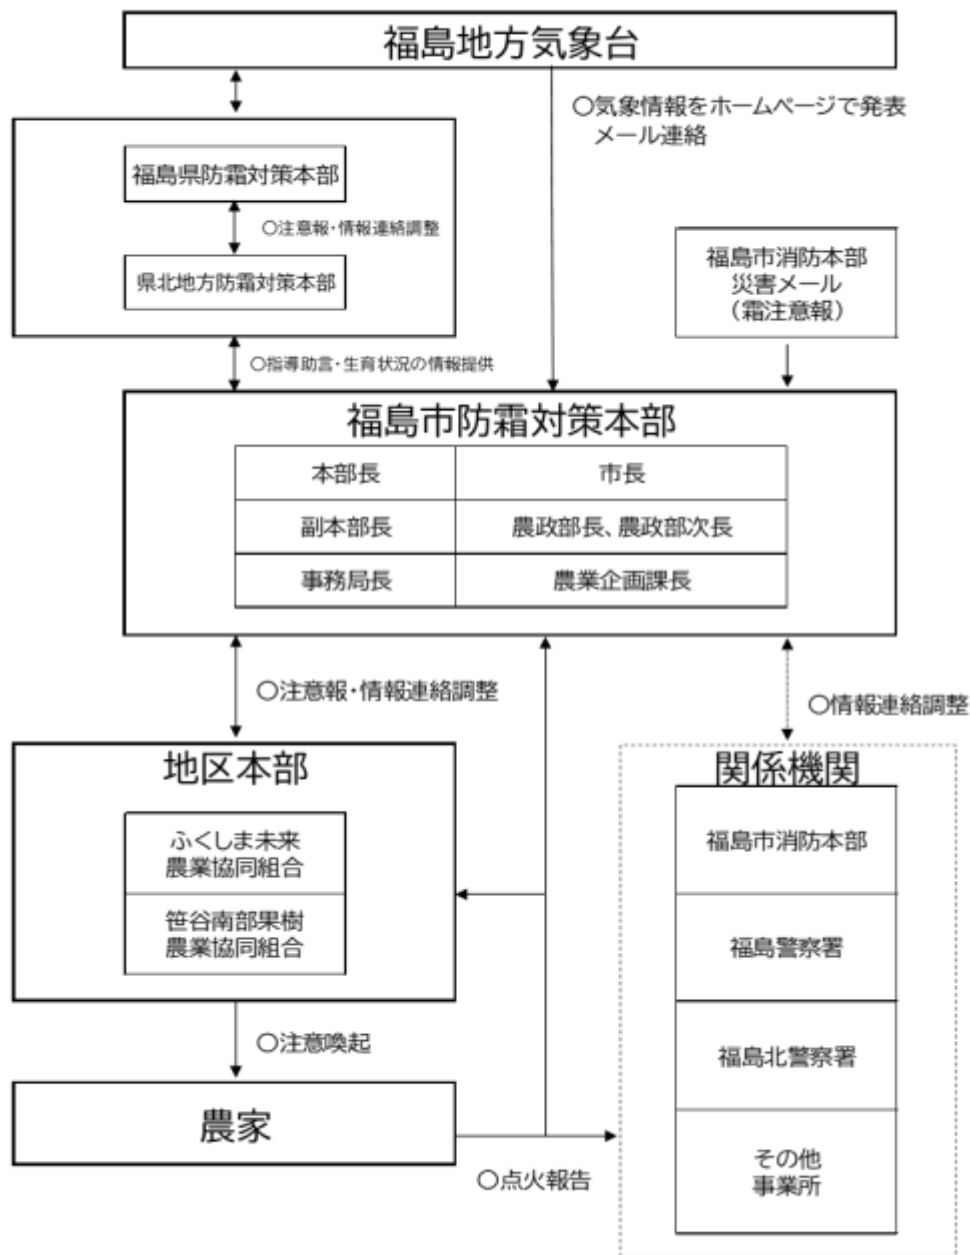 福島地方気象台
○気象情報をホームページで発表
メール連絡
福島県防霜対策本部
○注意報・情報連絡調整
県北地方防霜対策本部
福島市消防本部
災害メール
（霜注意報）
○指導助言・生育状況の情報提供
福島市防霜対策本部
本部長 市長
副本部長 農政部長、農政部次長
事務局長 農業企画課長
○注意報・情報連絡調整
○情報連絡調整
地区本部
ふくしま未来
農業協同組合
笹谷南部果樹
農業協同組合
○注意喚起
農家
○点火報告
関係機関
福島市消防本部
福島警察署
福島北警察署
その他
事業所